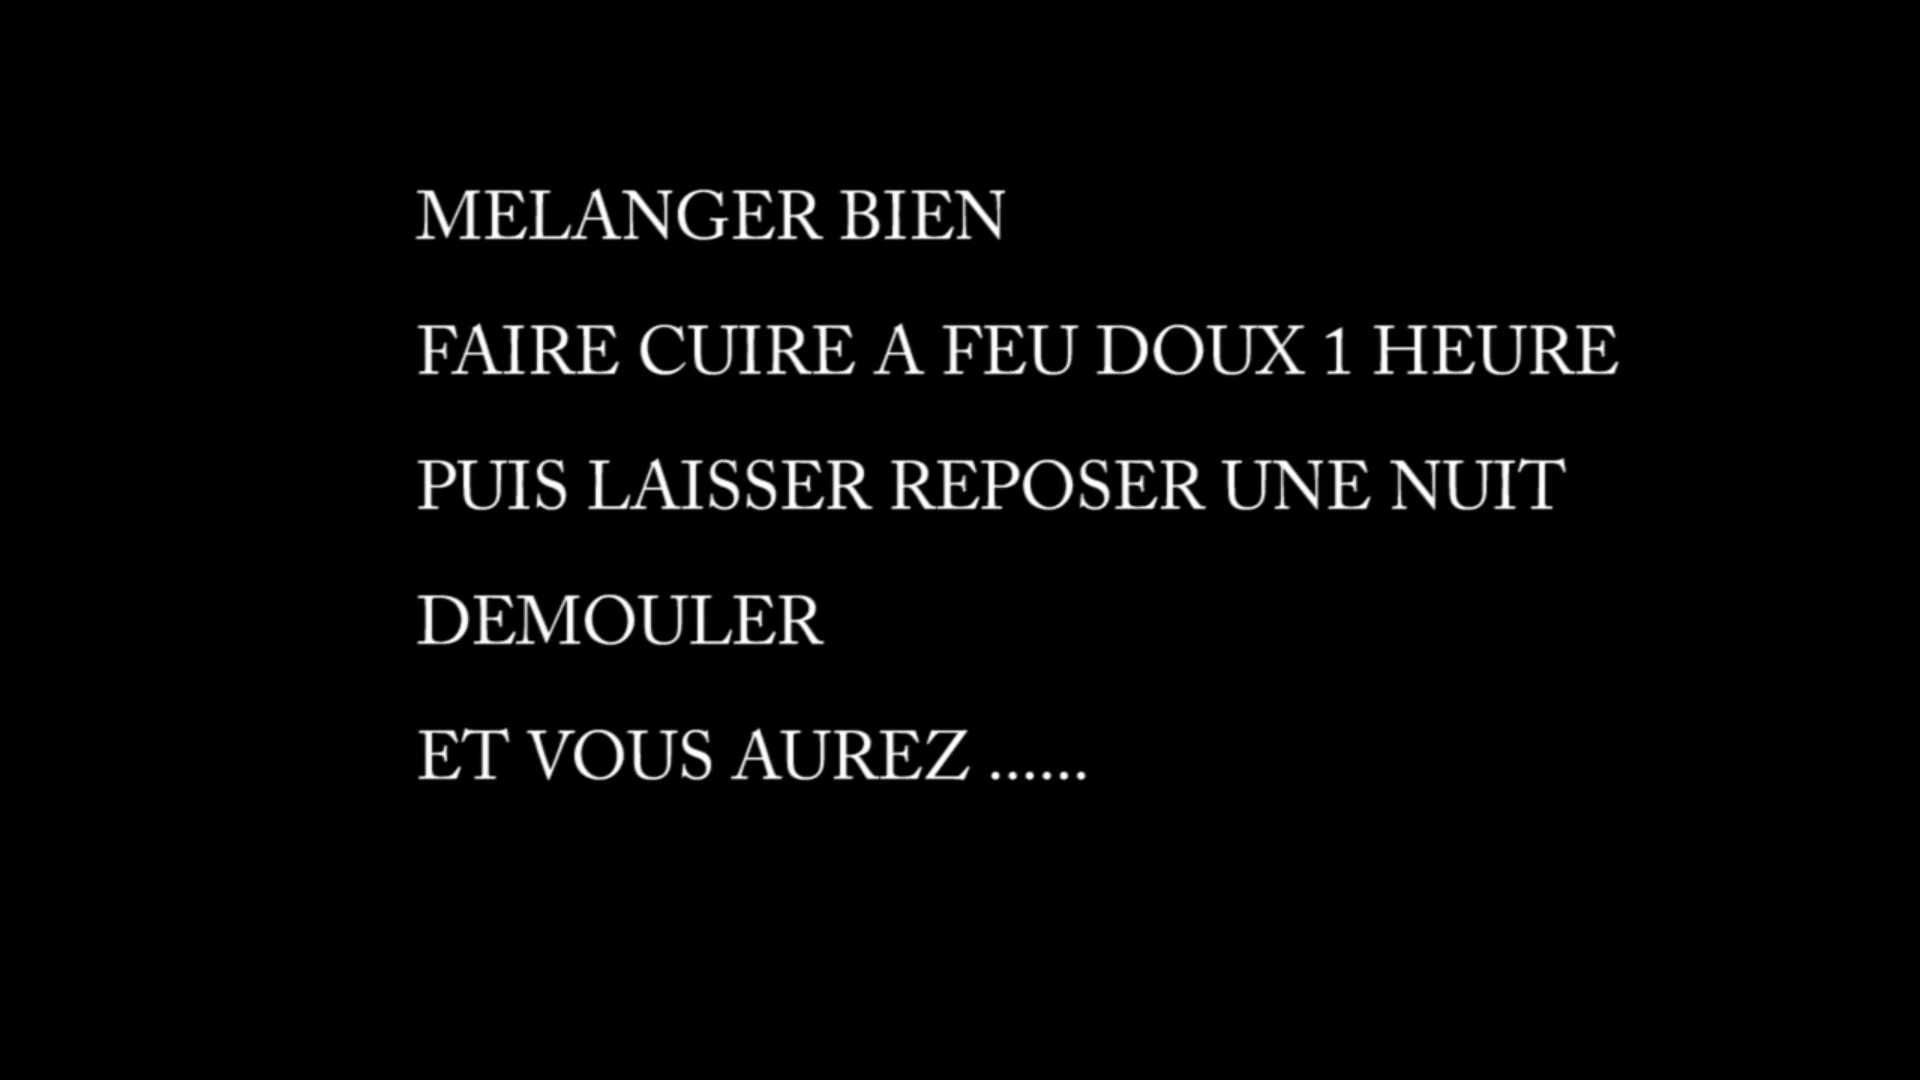 MELANGER BIEN
FAIRE CUIRE A FEU DOUX 1 HEURE
PUIS LAISSER REPOSER UNE NUIT
DEMOULER
ET VOUS AUREZ ......